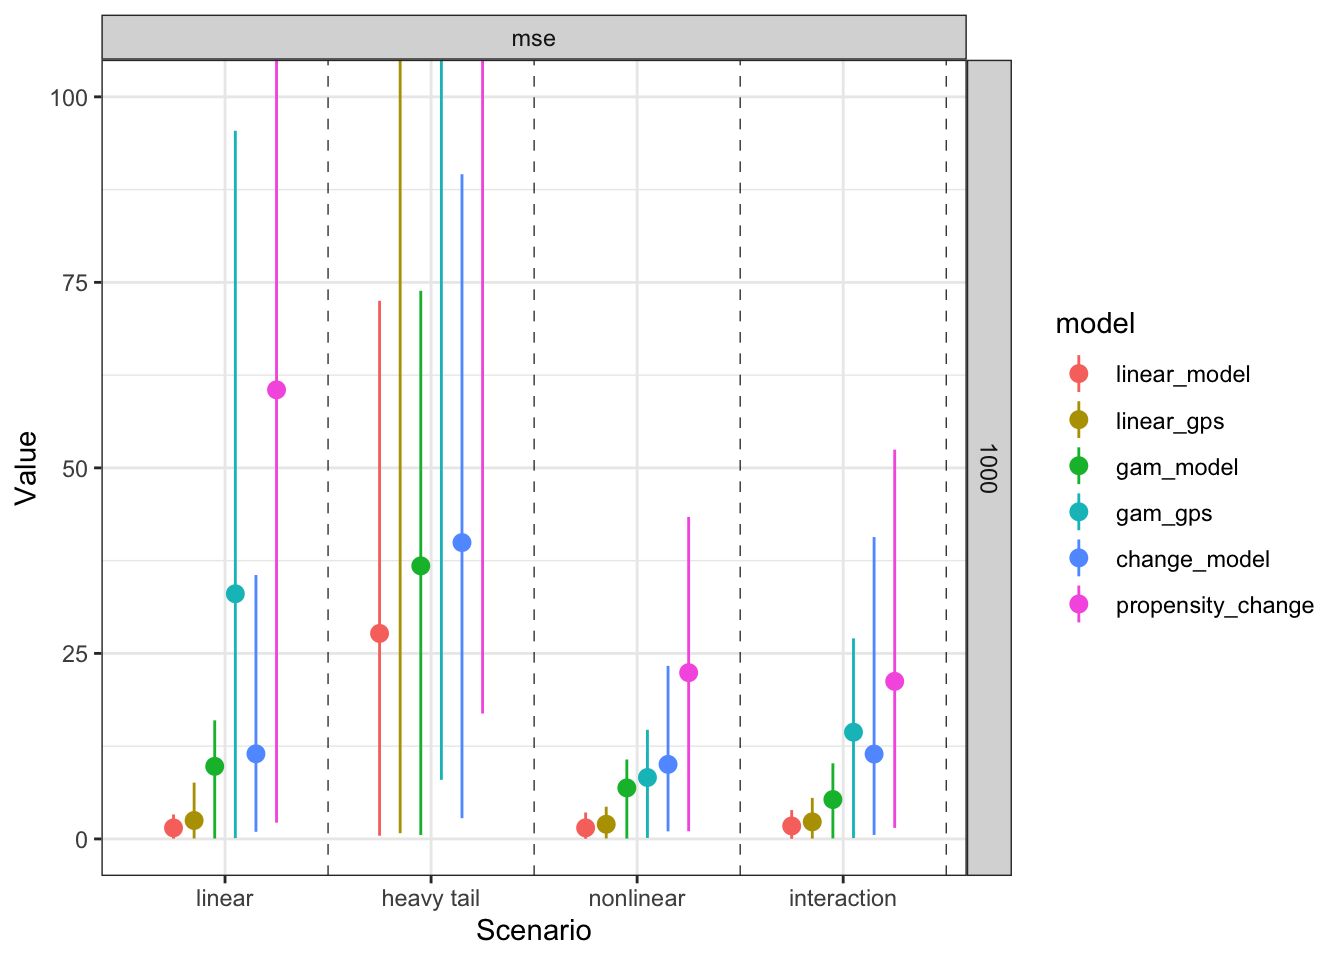 mse
1000
100
75
50
25
0
Value
linear
heavy tail
nonlinear
interaction
Scenario
model
linear_model
linear_gps
gam_model
gam_gps
change_model
propensity_change